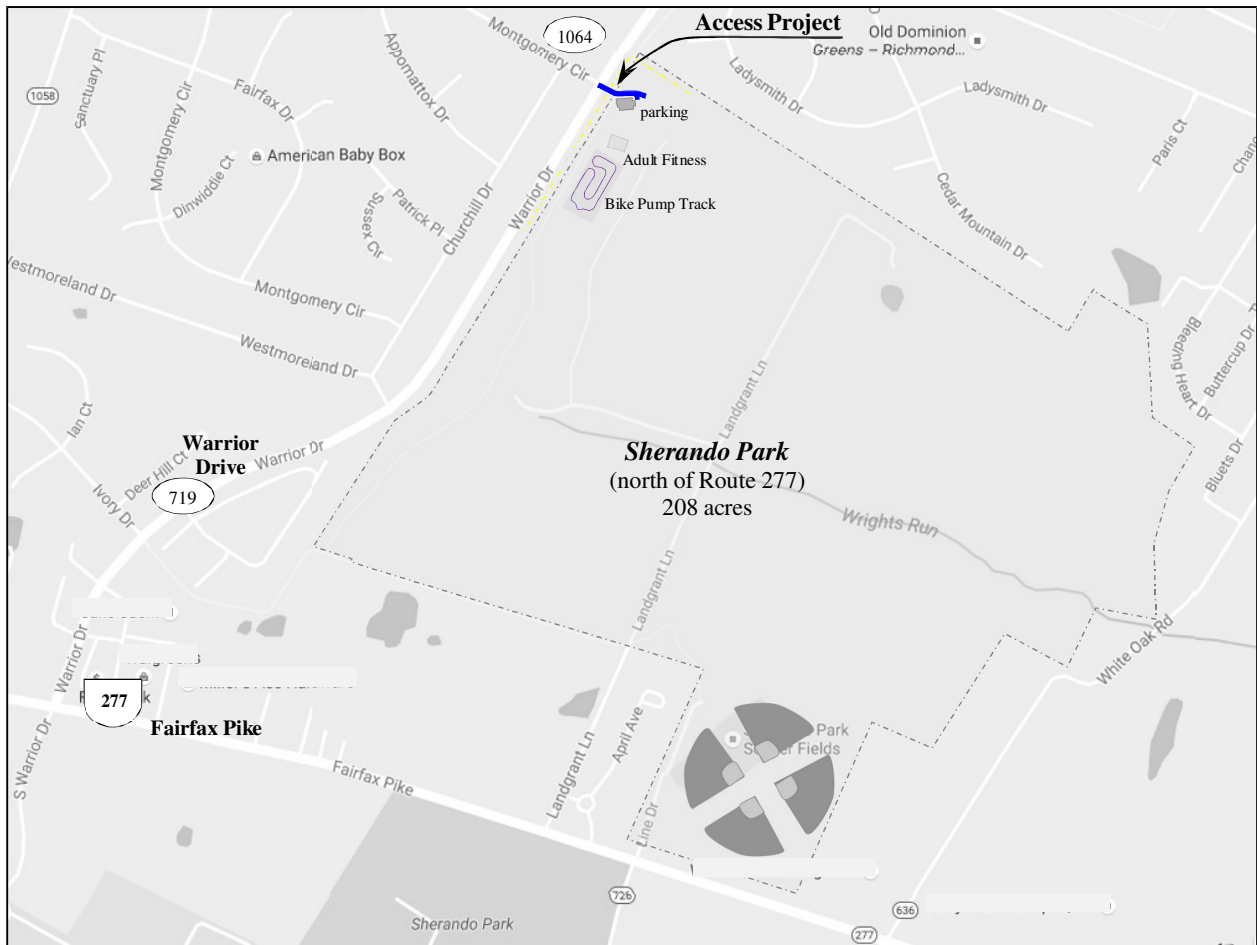 Access Project
1064
Old Dominion
Greens – Richmond...
Montgomery Cir
Ladysmith Dr
Ladysmith Dr
Sanctuary Pl
Fairfax Dr
Appomattox Dr
1058
Montgomery Cir
parking
Paris Ct
American Baby Box
Adult Fitness
Dinwiddie Ct
Patrick Pl
Sussex Cir
Churchill Dr
Warrior Dr
Bike Pump Track
Cedar Mountain Dr
Westmoreland Dr
Montgomery Cir
Westmoreland Dr
Bleeding Heart Dr
Buttercup Dr
Landgrant Ln
Ian Ct
Warrior
Drive
Warrior Dr
Deer Hill Ct
719
Ivory Dr
Sherando Park
(north of Route 277)
208 acres
Bluets Dr
Wrights Run
Landgrant Ln
White Oak Rd
Warrior Dr
277
Fairfax Pike
April Ave
Park
Fields
S Warrior Dr
Fairfax Pike
Landgrant Ln
Line Dr
726
Sherando Park
636
277